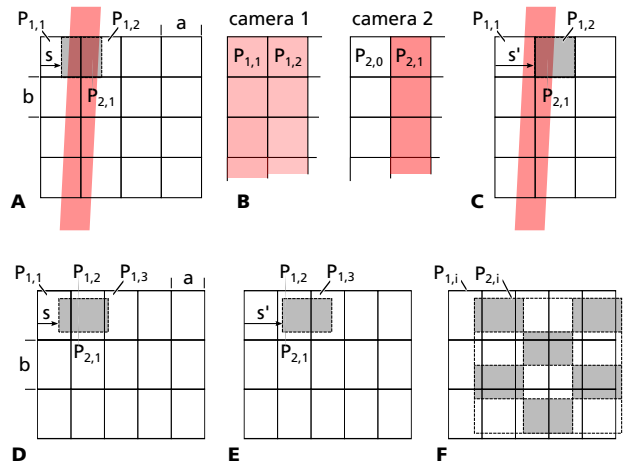 camera 1 camera 2
P1,1 P1,2 a
s
b
P2,1
A
P1,1 P1,2
B
P2,0 P2,1
P1,1 P1,2
s'
P2,1
C
P1,1 P1,2 P1,3 a
s
P2,1
b
D
P1,2 P1,3
s'
P2,1
E
P1,i P2,i
F